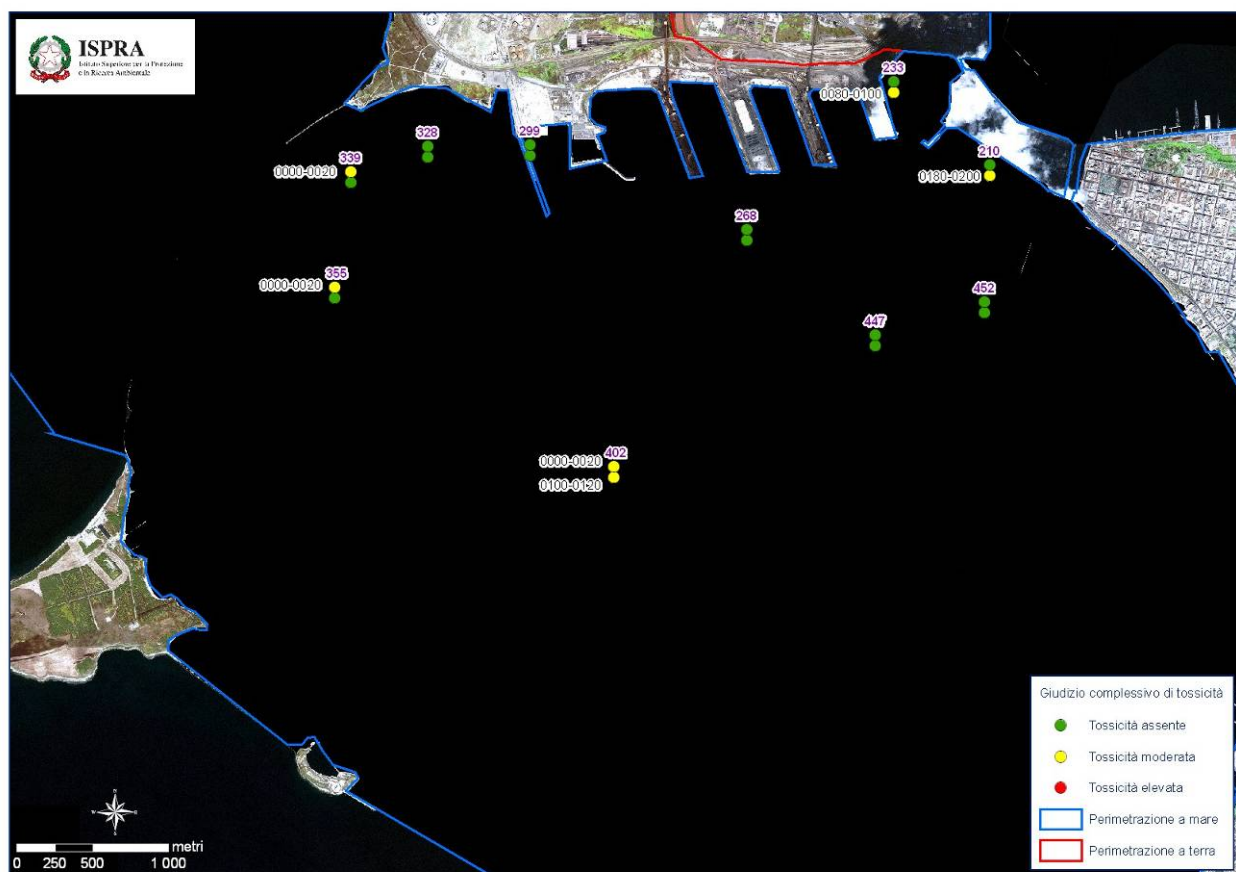 ISPRA
Istituto Superiore per la Protezione
e la Ricerca Ambientale
233
0080-0100
328
299
339
0000-0020
210
0180-0200
268
355
0000-0020
452
447
402
0000-0020
0100-0120
Giudizio complessivo di tossicità
Tossicità assente
Tossicità moderata
Tossicità elevata
Perimetrazione a mare
Perimetrazione a terra
N
W E
S
metri
0 250 500 1 000